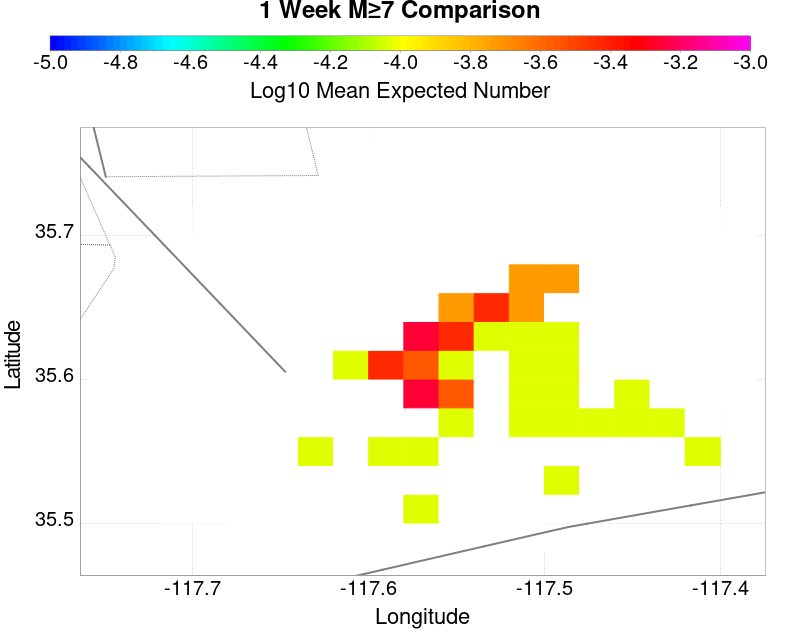 1 Week M≥7 Comparison
-5.0 -4.8 -4.6 -4.4 -4.2 -4.0 -3.8 -3.6 -3.4 -3.2 -3.0
Log10 Mean Expected Number
35.7
35.6
35.5
Latitude
-117.7 -117.6 -117.5 -117.4
Longitude